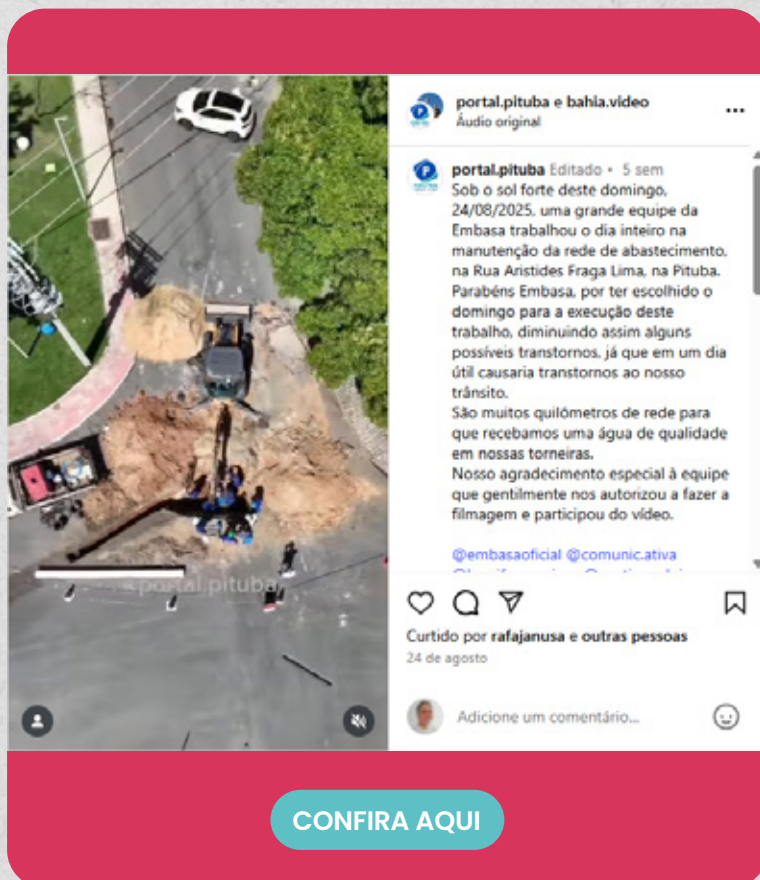 portal.pituba e bahia.video
Áudio original
portal.pituba Editado • 5 sem
Sob o sol forte deste domingo,
24/08/2025, uma grande equipe da
Embasa trabalhou o dia inteiro na
manutenção da rede de abastecimento,
na Rua Aristides Fraga Lima, na Pituba.
Parabéns Embasa, por ter escolhido o
domingo para a execução deste
trabalho, diminuindo assim alguns
possíveis transtornos, já que em um dia
útil causaria transtornos ao nosso
trânsito.
São muitos quilômetros de rede para
que recebamos uma água de qualidade
em nossas torneiras.
Nosso agradecimento especial à equipe
que gentilmente nos autorizou a fazer a
filmagem e participou do vídeo.
@embasaoficial @comunic.ativa
@portal.pituba
Curtido por rafajanusa e outras pessoas
24 de agosto
Adicione um comentário...
CONFIRA AQUI